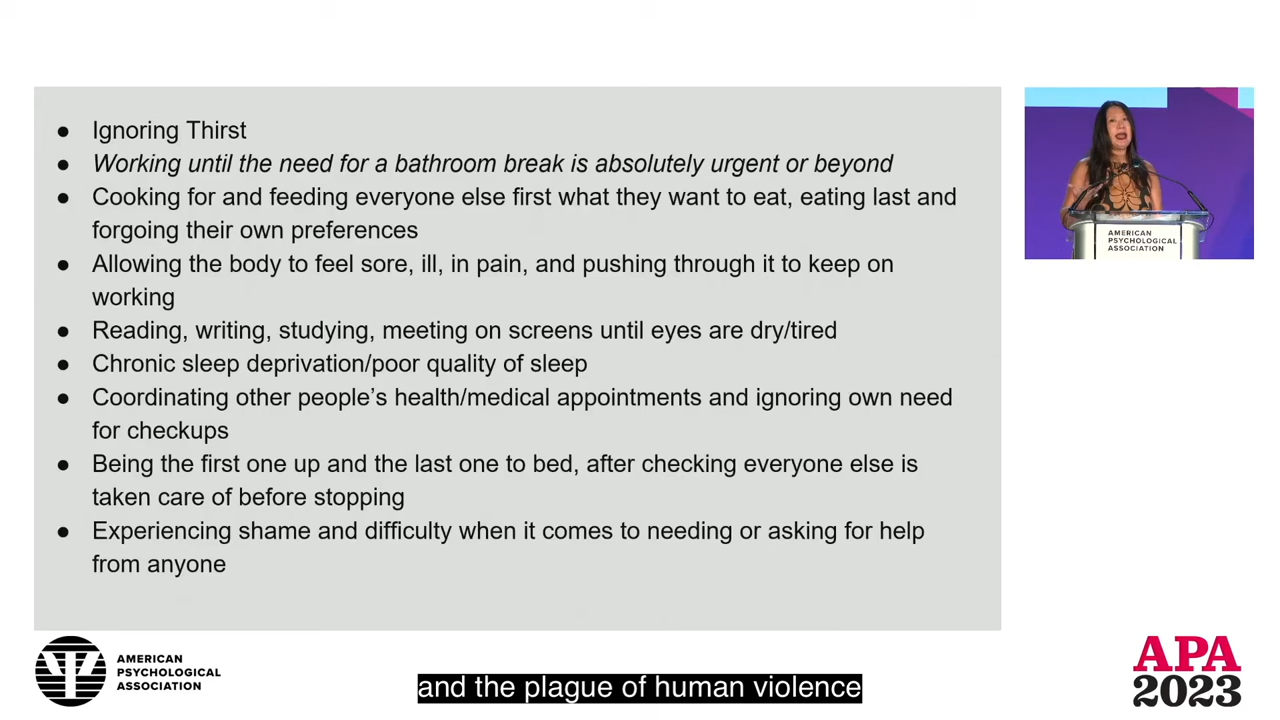 ● Ignoring Thirst
● Working until the need for a bathroom break is absolutely urgent or beyond
● Cooking for and feeding everyone else first what they want to eat, eating last and
forgoing their own preferences
● Allowing the body to feel sore, ill, in pain, and pushing through it to keep on
working
● Reading, writing, studying, meeting on screens until eyes are dry/tired
● Chronic sleep deprivation/poor quality of sleep
● Coordinating other people’s health/medical appointments and ignoring own need
for checkups
● Being the first one up and the last one to bed, after checking everyone else is
taken care of before stopping
● Experiencing shame and difficulty when it comes to needing or asking for help
from anyone
AMERICAN
PSYCHOLOGICAL
ASSOCIATION
AMERICAN
PSYCHOLOGICAL
ASSOCIATION
and the plague of human violence
APA
2023